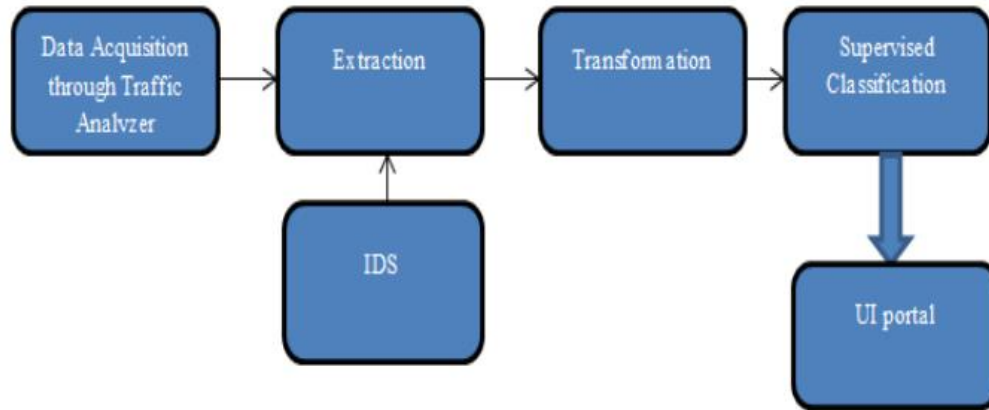 Data Acquisition
through Traffic
Analyzer
Extraction
Transformation
Supervised
Classification
IDS
UI portal